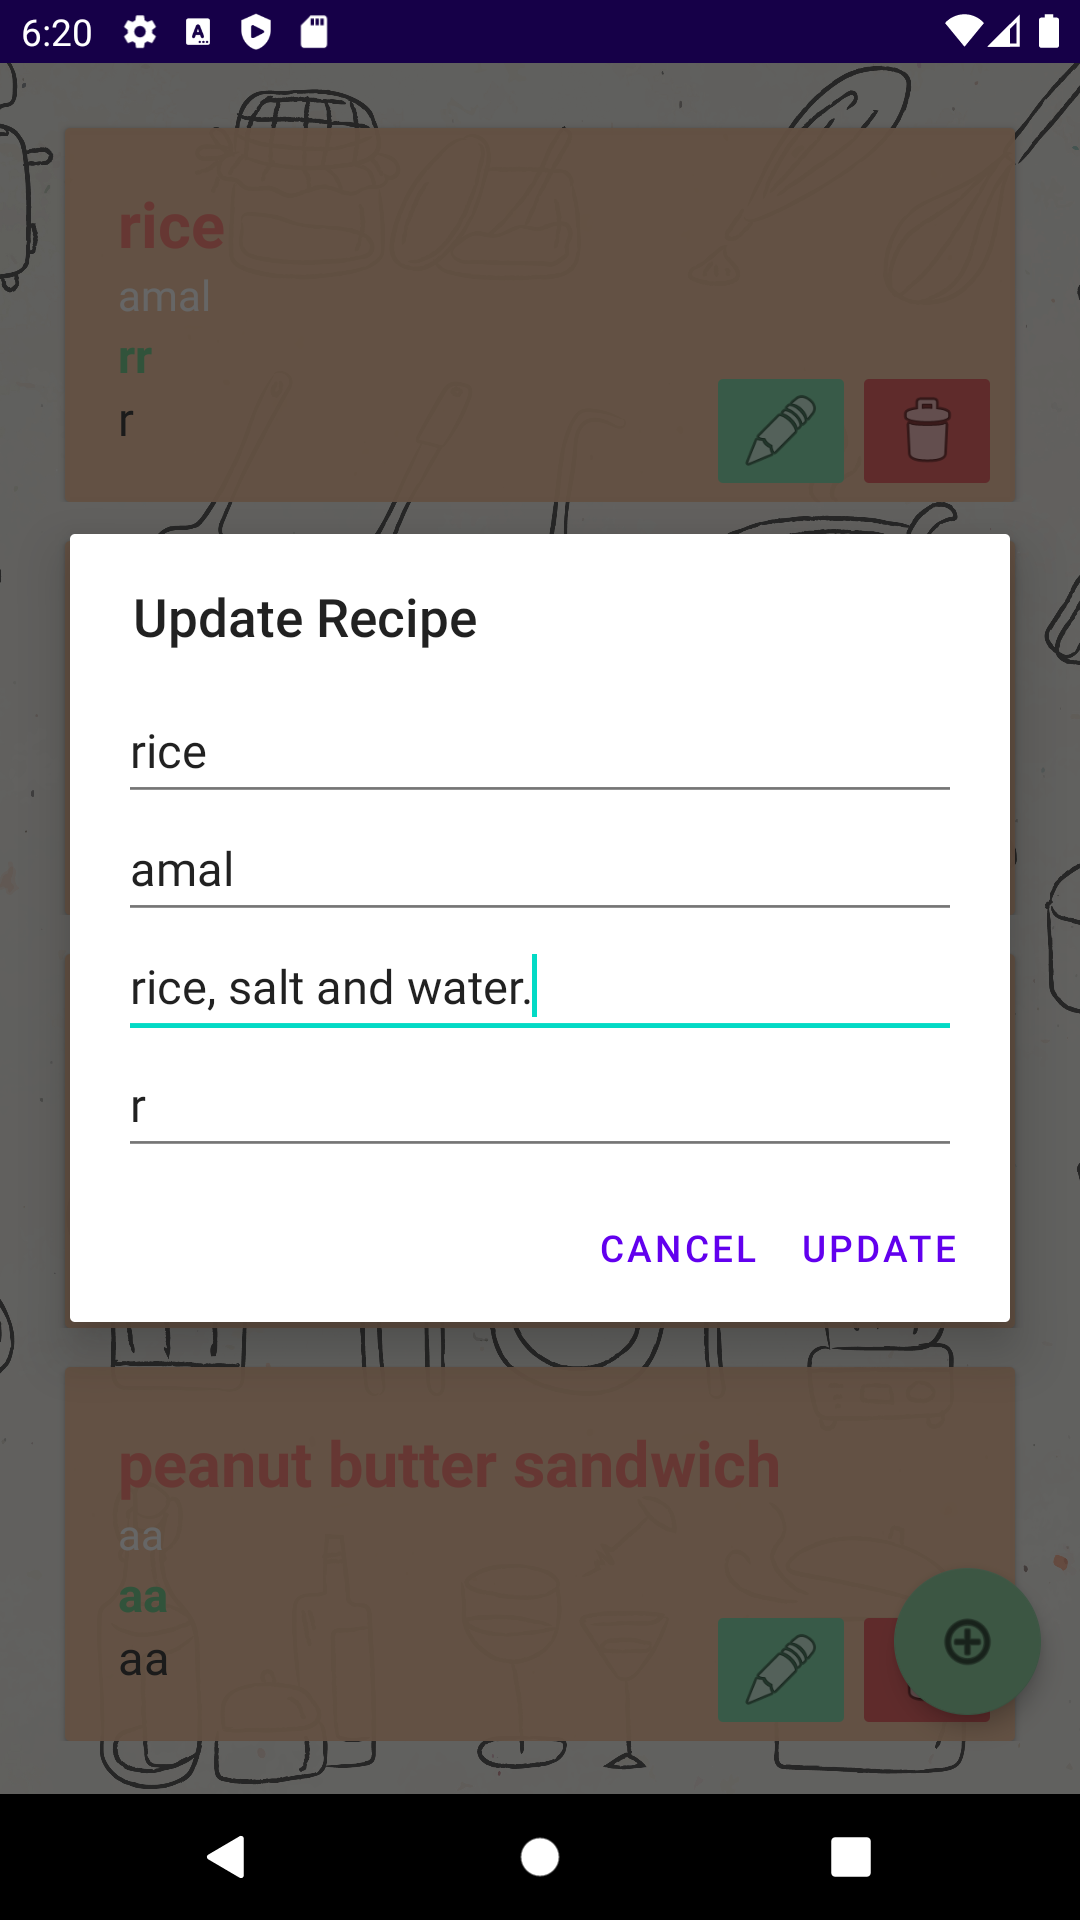 6:20
rice
amal
rr
r
Update Recipe
rice
amal
rice, salt and water.
r
CANCEL UPDATE
peanut butter sandwich
aa
aa
aa